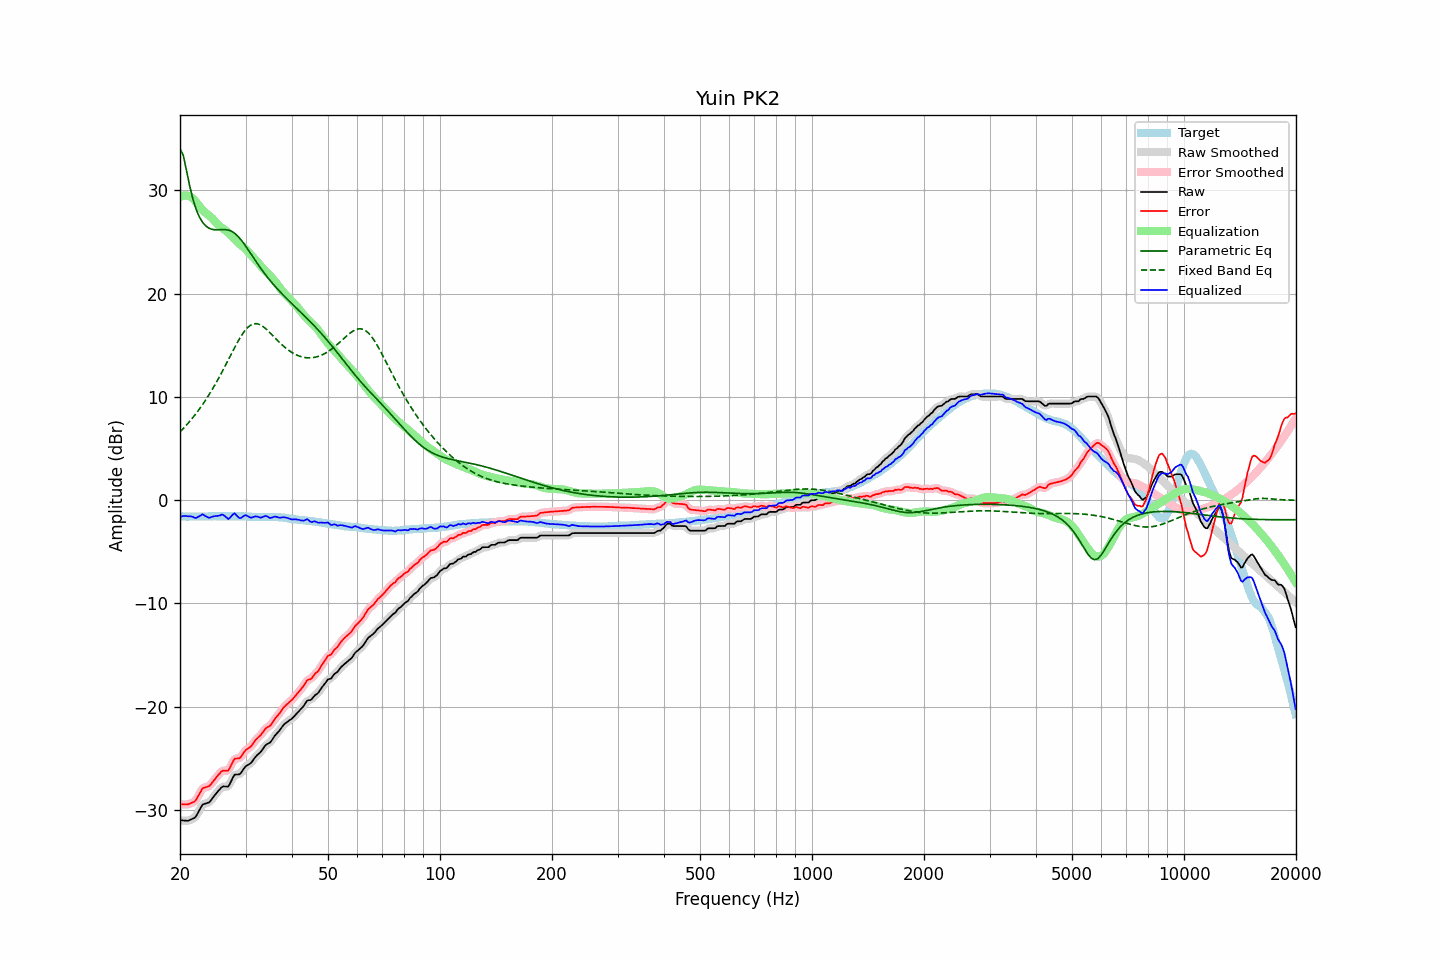 Yuin PK2
Amplitude (dBr)
30
20
10
0
−10
−20
−30
Target
Raw Smoothed
Error Smoothed
Raw
Error
Equalization
Parametric Eq
Fixed Band Eq
Equalized
20 50 100 200 500 1000 2000 5000 10000 20000
Frequency (Hz)